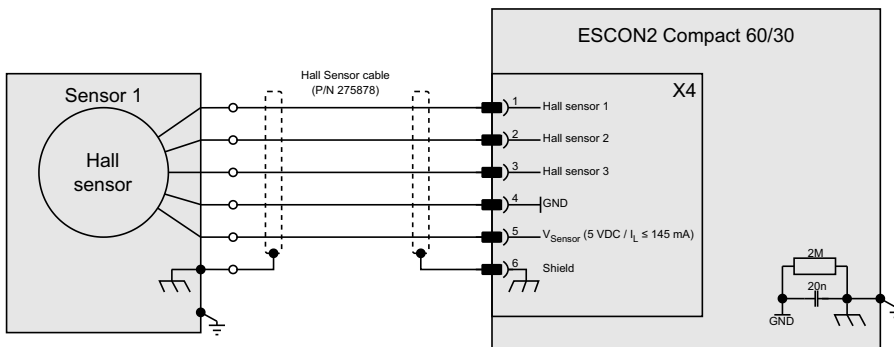 ESCON2 Compact 60/30
Hall Sensor cable
(P/N 275878)
Sensor 1
X4
Hall
sensor
1 Hall sensor 1
2 Hall sensor 2
3 Hall sensor 3
4 GND
5 VSensor (5 VDC / IL ≤ 145 mA)
6 Shield
2M
20n
GND